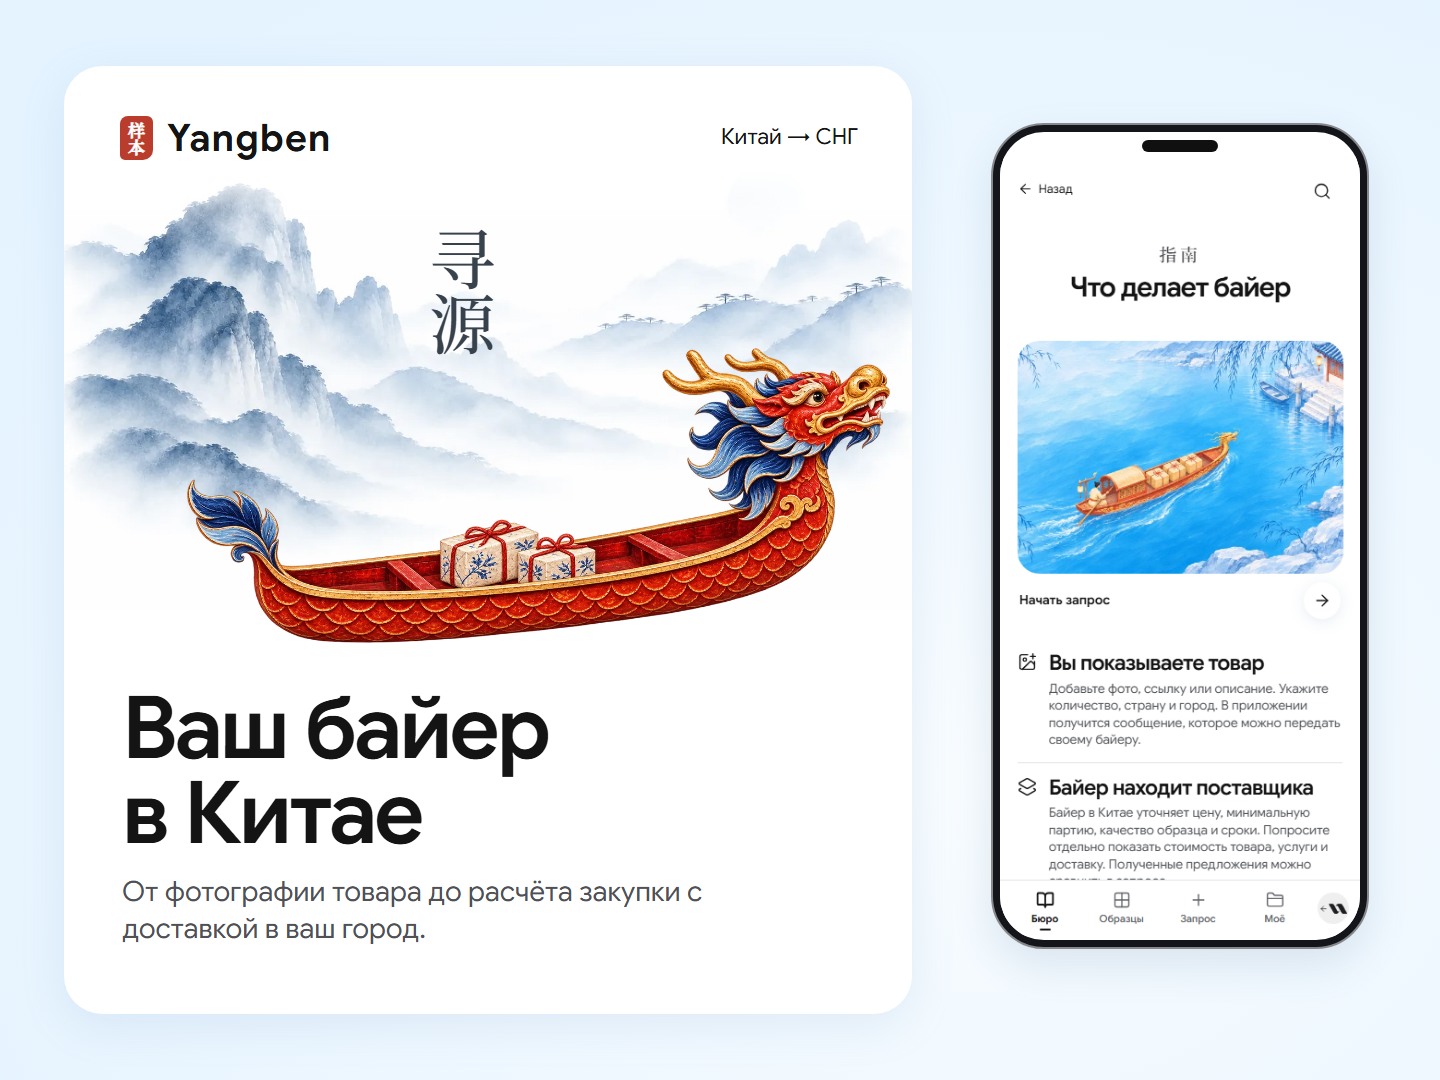 样本
Yangben
Китай → СНГ
寻源
Ваш байер
в Китае
От фотографии товара до расчёта закупки с
доставкой в ваш город.
← Назад
指南
Что делает байер
Начать запрос
Вы показываете товар
Добавьте фото, ссылку или описание. Укажите
количество, страну и город. В приложении
получится сообщение, которое можно передать
своему байеру.
Байер находит поставщика
Байер в Китае уточняет цену, минимальную
партию, качество образца и сроки. Попросите
отдельно показать стоимость товара, услуги и
доставку. Полученные предложения можно
Бюро
Образцы
Запрос
Моё